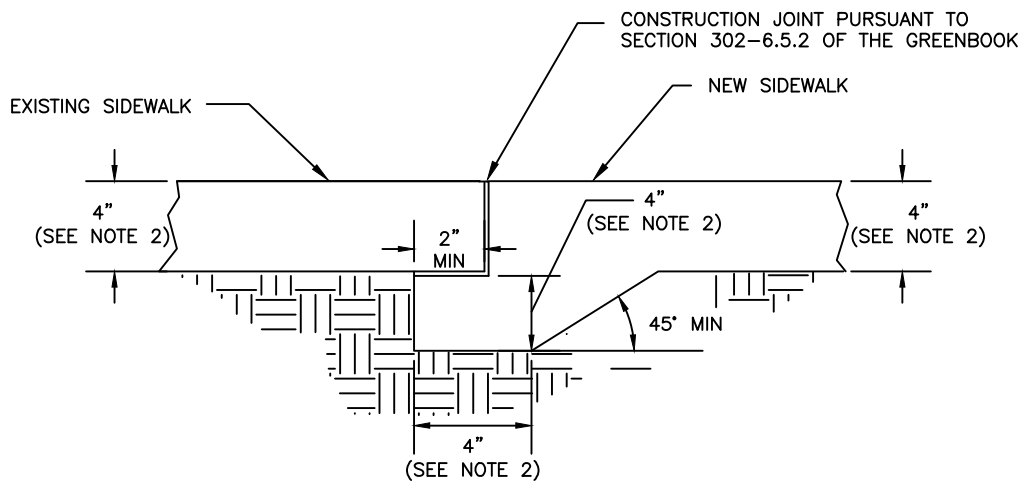 CONSTRUCTION JOINT PURSUANT TO
SECTION 302-6.5.2 OF THE GREENBOOK
EXISTING SIDEWALK
NEW SIDEWALK
4"
(SEE NOTE 2)
2"
MIN
4"
(SEE NOTE 2)
4"
(SEE NOTE 2)
45° MIN
4"
(SEE NOTE 2)